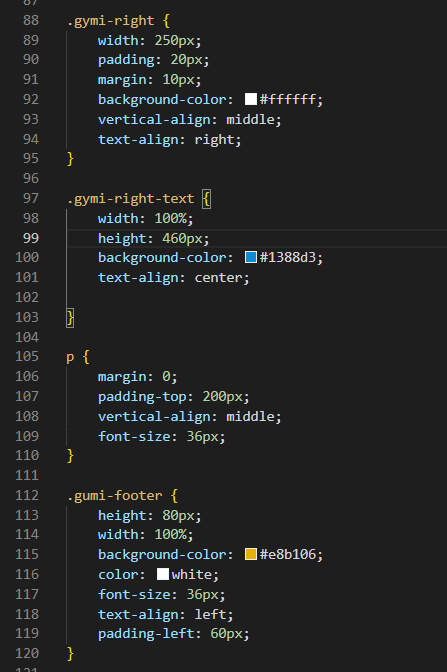 87
88 .gymi-right {
89     width: 250px;
90     padding: 20px;
91     margin: 10px;
92     background-color: #ffffff;
93     vertical-align: middle;
94     text-align: right;
95 }
96
97 .gymi-right-text {
98     width: 100%;
99     height: 460px;
100     background-color: #1388d3;
101     text-align: center;
102
103 }
104
105 p {
106     margin: 0;
107     padding-top: 200px;
108     vertical-align: middle;
109     font-size: 36px;
110 }
111
112 .gumi-footer {
113     height: 80px;
114     width: 100%;
115     background-color: #e8b106;
116     color: white;
117     font-size: 36px;
118     text-align: left;
119     padding-left: 60px;
120 }
121